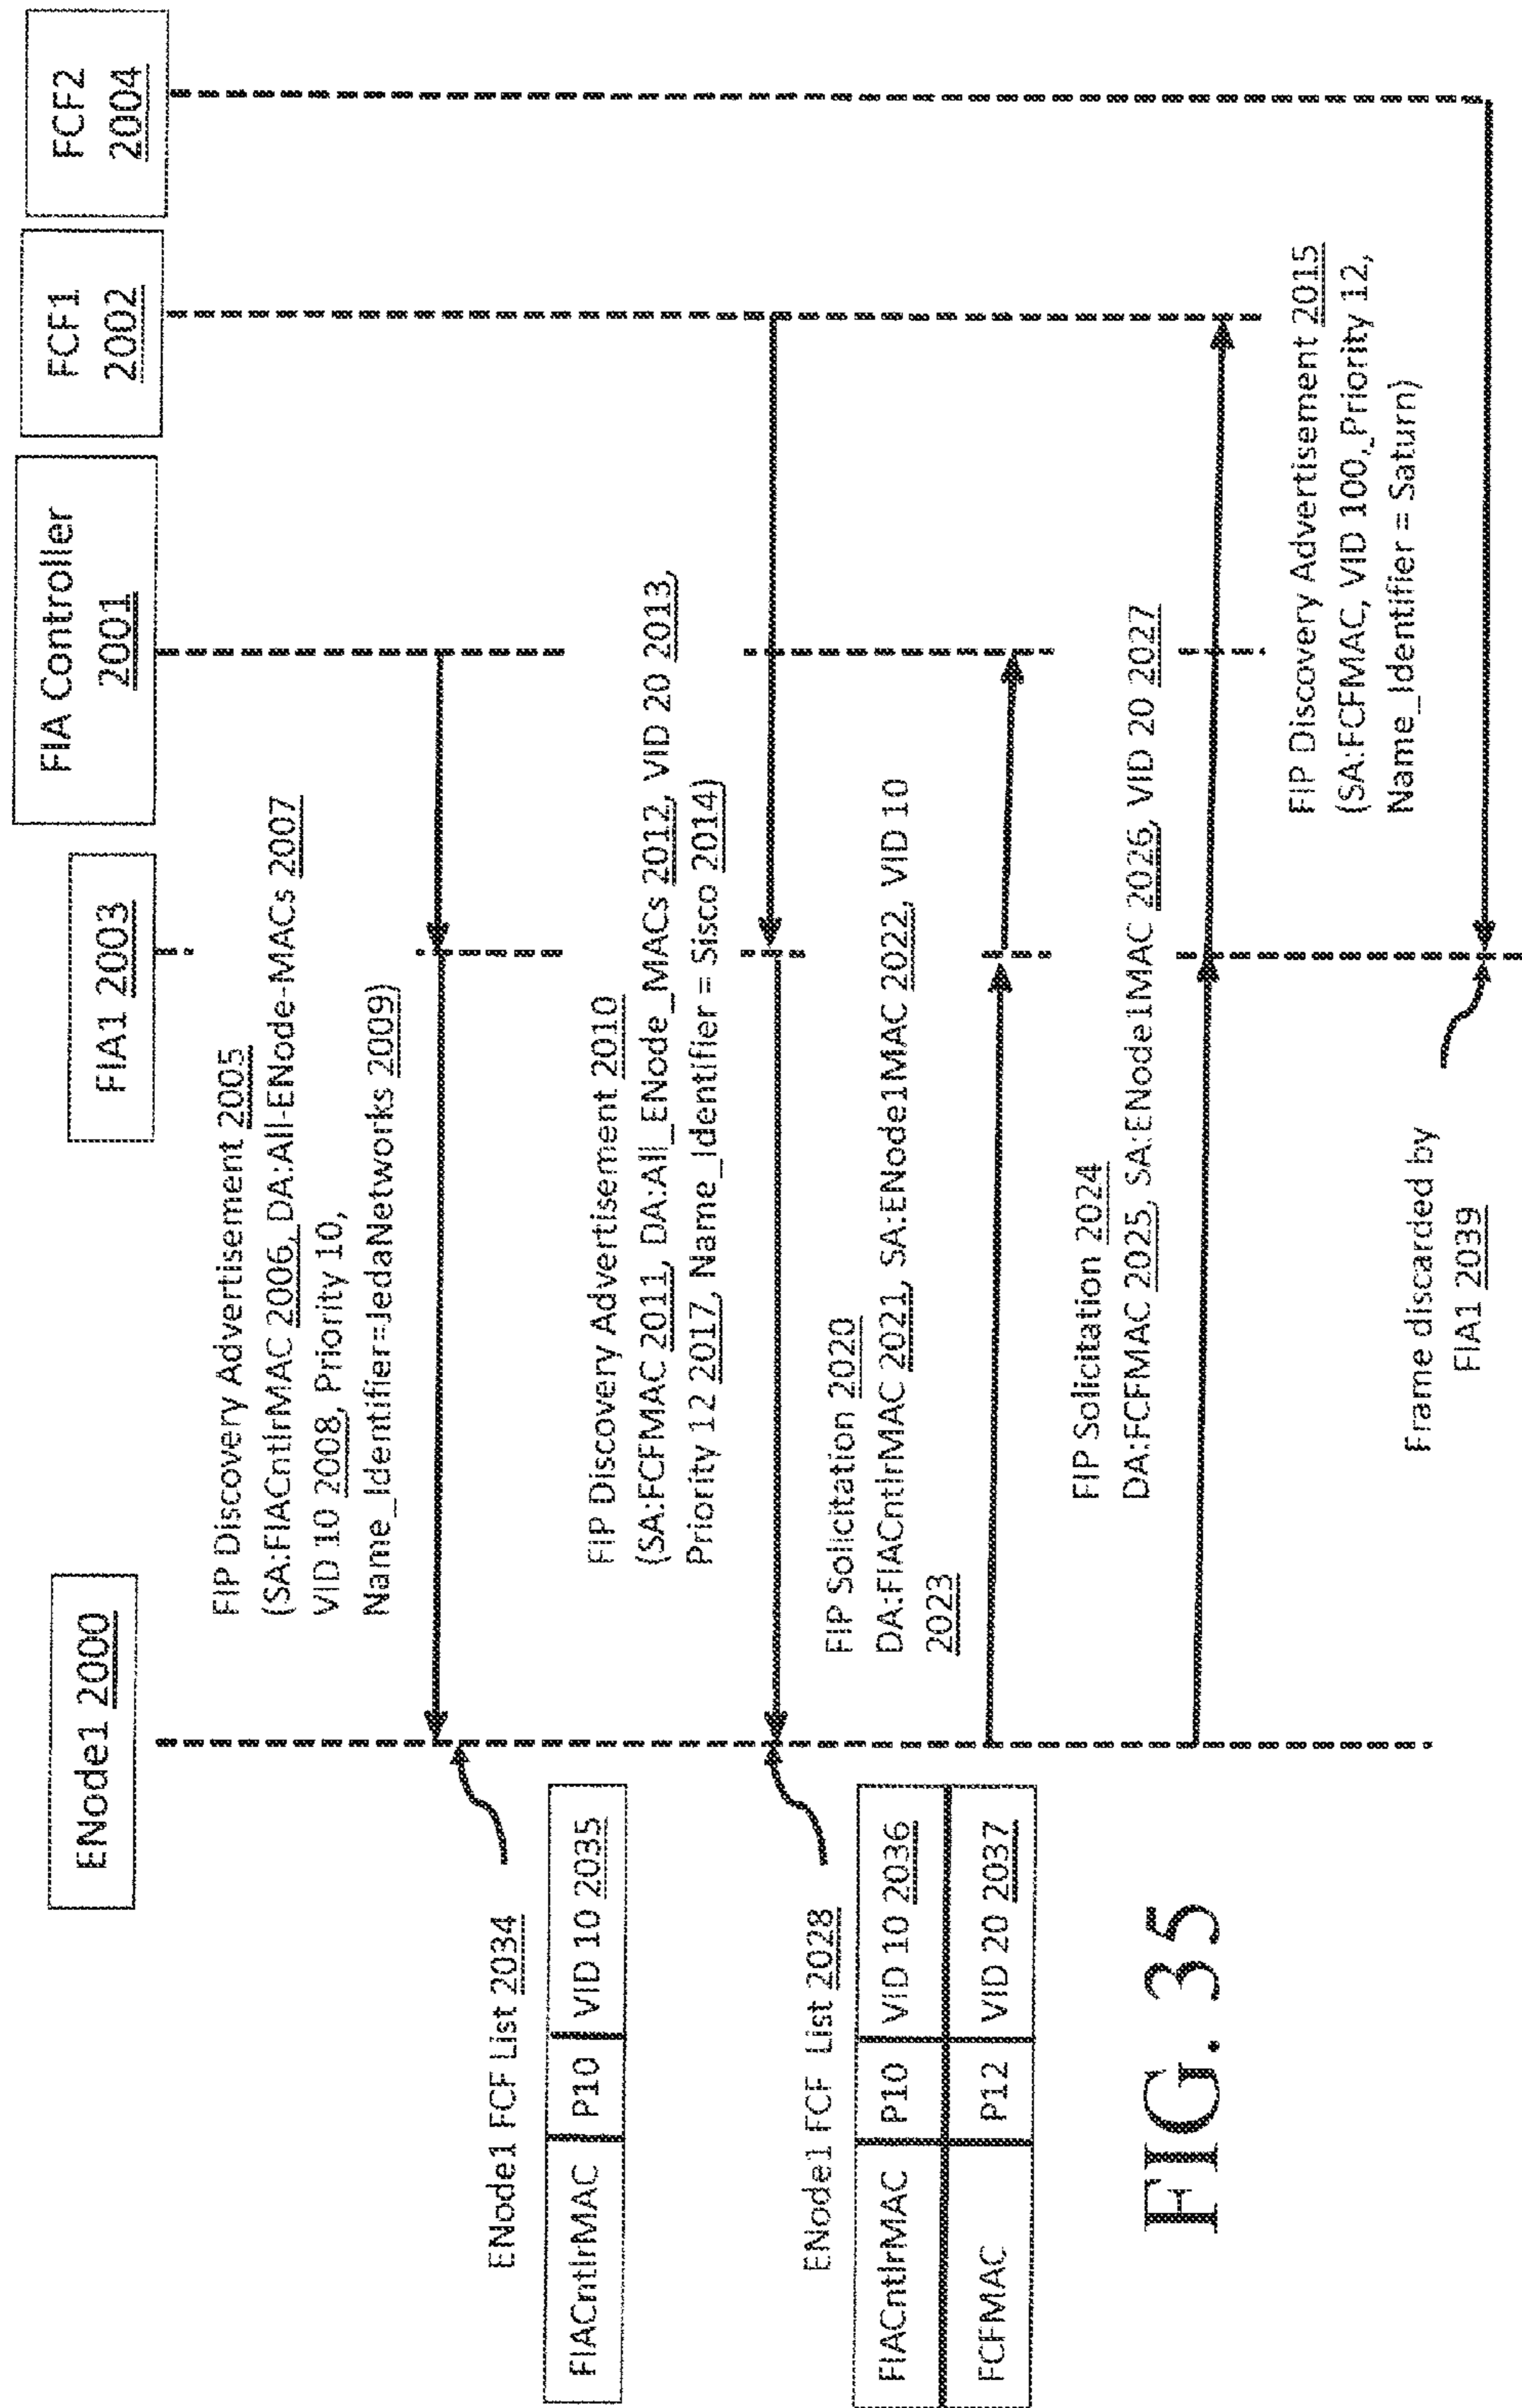 ENode1 2000
FIA1 2003
FIA Controller
2001
FCF1
2002
FCF2
2004
FIP Discovery Advertisement 2005
(SA:FIACntlrMAC 2006, DA:All-ENode-MACs 2007
VID 10 2008, Priority 10,
Name_Identifier=JedaNetworks 2009)
ENode1 FCF List 2034
FIACntlrMAC P10 VID 10 2035
FIP Discovery Advertisement 2010
(SA:FCFMAC 2011, DA:All_ENode_MACs 2012, VID 20 2013,
Priority 12 2017, Name_Identifier = Sisco 2014)
ENode1 FCF List 2028
FIACntlrMAC P10 VID 10 2036
FCFMAC P12 VID 20 2037
FIP Solicitation 2020
DA:FIACntlrMAC 2021, SA:ENode1MAC 2022, VID 10
2023
FIP Solicitation 2024
DA:FCFMAC 2025, SA:ENode1MAC 2026, VID 20 2027
FIP Discovery Advertisement 2015
(SA:FCFMAC, VID 100, Priority 12,
Name_Identifier = Saturn)
Frame discarded by
FIA1 2039
FIG. 35